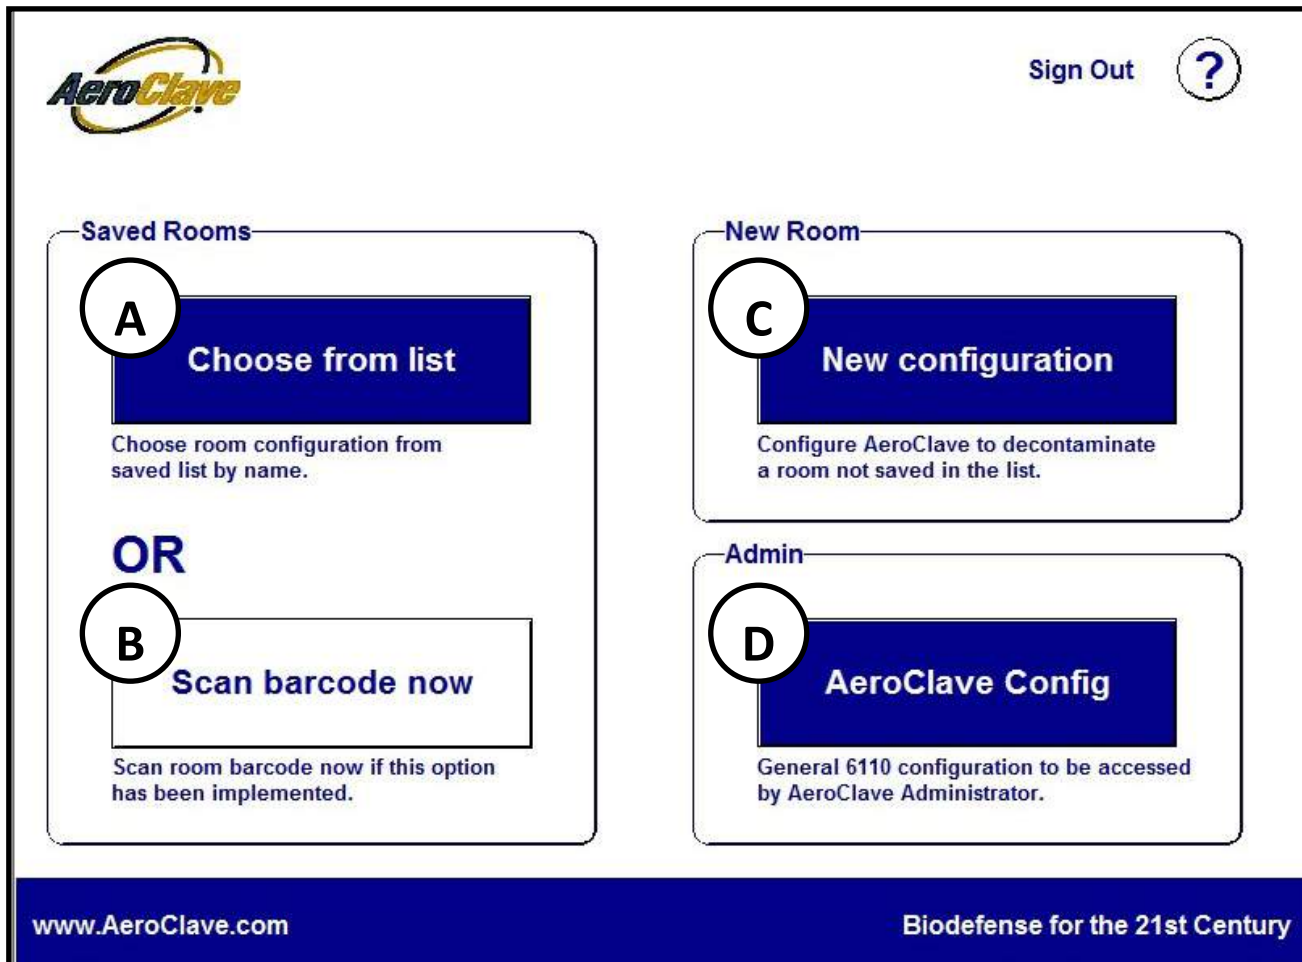 AeroClave
Sign Out
?
Saved Rooms
A
Choose from list
Choose room configuration from
saved list by name.
OR
B
Scan barcode now
Scan room barcode now if this option
has been implemented.
New Room
C
New configuration
Configure AeroClave to decontaminate
a room not saved in the list.
Admin
D
AeroClave Config
General 6110 configuration to be accessed
by AeroClave Administrator.
www.AeroClave.com
Biodefense for the 21st Century